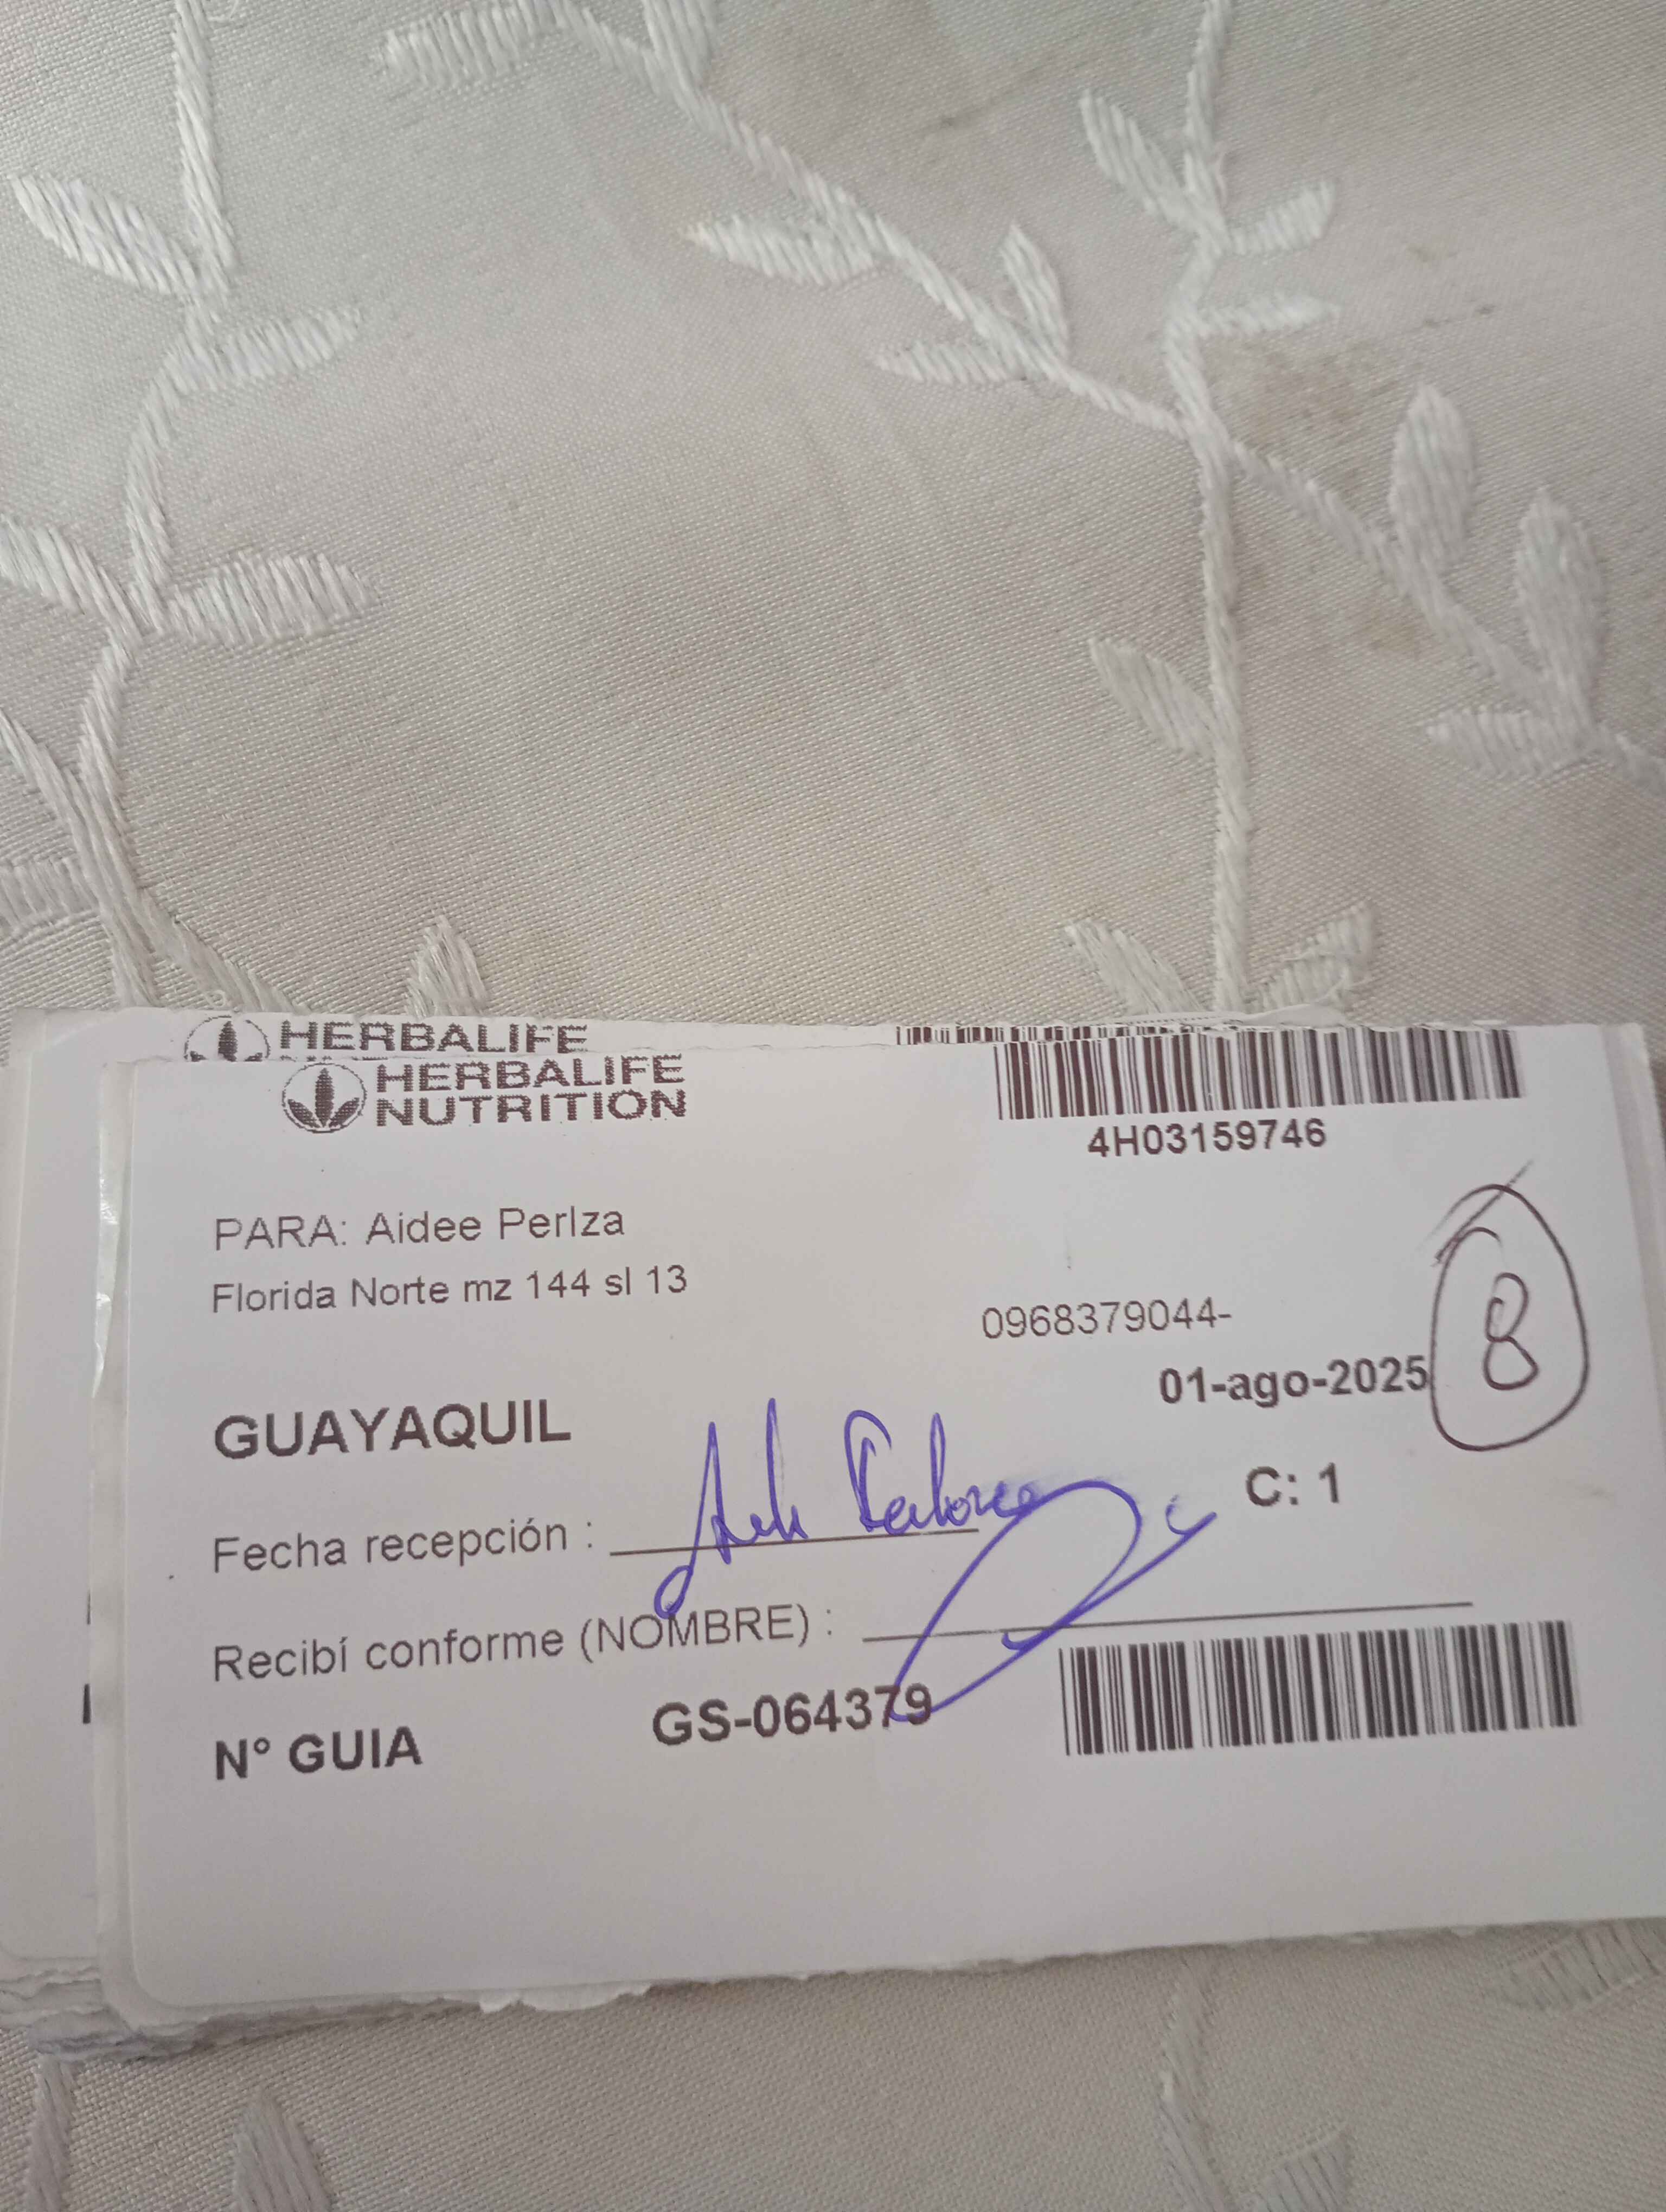 HERBALIFE
HERBALIFE
NUTRITION
4H03159746
PARA: Aidee Perlza
Florida Norte mz 144 sl 13
0968379044-
01-ago-2025
8
GUAYAQUIL
C: 1
Fecha recepción :
Recibí conforme (NOMBRE) :
N° GUIA
GS-064379